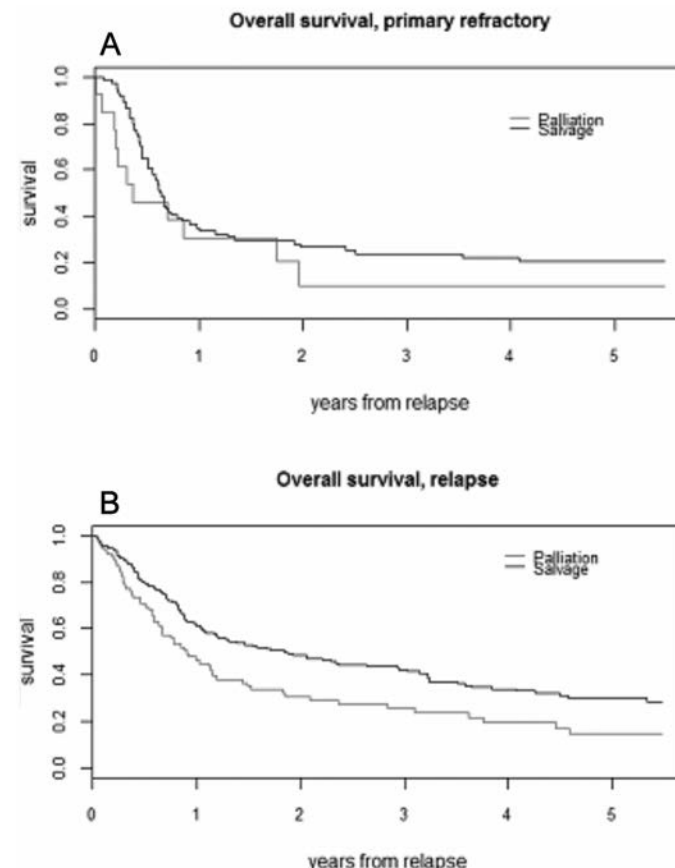 Overall survival, primary refractory
A
survival
0.0 0.2 0.4 0.6 0.8 1.0
Palliation
Salvage
0 1 2 3 4 5
years from relapse
Overall survival, relapse
B
survival
0.0 0.2 0.4 0.6 0.8 1.0
Palliation
Salvage
0 1 2 3 4 5
years from relapse